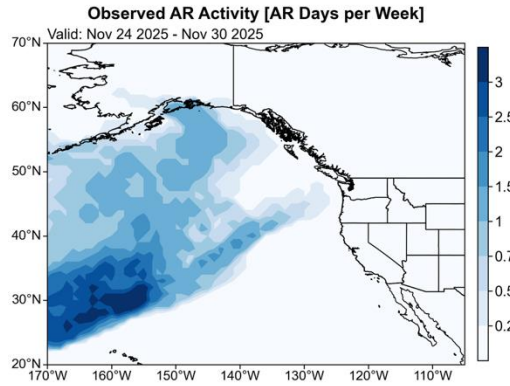 Observed AR Activity [AR Days per Week]
Valid: Nov 24 2025 - Nov 30 2025
70°N
60°N
50°N
40°N
30°N
20°N
170°W 160°W 150°W 140°W 130°W 120°W 110°W
3
2.5
2
1.5
1
0.7
0.5
0.2